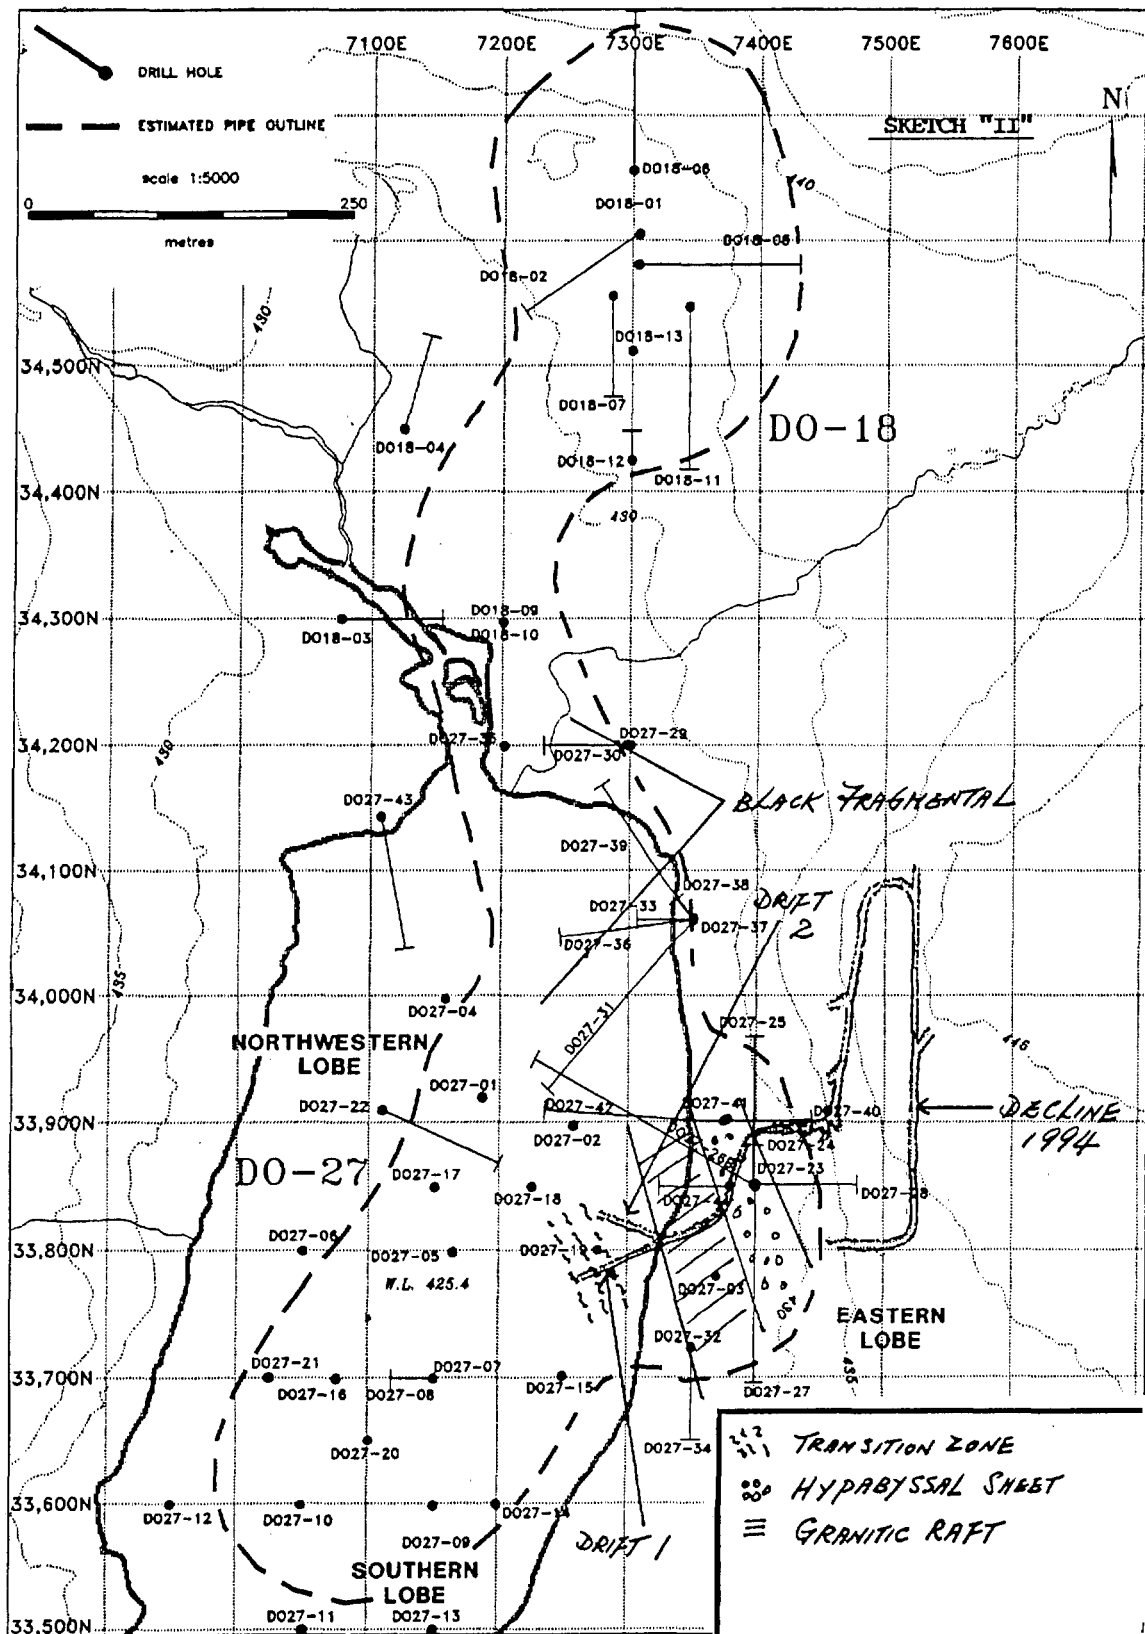 7100E 7200E 7300E 7400E 7500E 7600E
DRILL HOLE
ESTIMATED PIPE OUTLINE
scale 1:5000
0 250
metres
SKETCH "II"
N
DO18-06
440
DO18-01
DO18-08
DO18-02
430
DO18-13
34,500N
DO18-07
DO-18
DO18-04
DO18-12
DO18-11
34,400N
430
34,300N
DO18-03
DO18-09
DO18-10
34,200N
430
DO27-35
DO27-29
DO27-30
DO27-43
BLACK FRAGMENTAL
DO27-39
34,100N
DO27-38
DRIFT
2
DO27-33
DO27-37
DO27-36
435
34,000N
DO27-04
DO27-31
DO27-25
NORTHWESTERN
LOBE
DO27-01
DO27-22
DO27-42
DO27-41
DO27-40
DECLINE
1994
33,900N
DO27-02
DO27-24
DO-27
DO27-17
DO27-18
DO27-23
DO27-28
DO27-06
33,800N
DO27-05
DO27-19
W.L. 425.4
DO27-03
430
EASTERN
LOBE
DO27-32
DO27-21
DO27-07
33,700N
DO27-16
DO27-08
DO27-15
DO27-27
435
DO27-20
DO27-34
TRANSITION ZONE
HYPABYSSAL SHEET
GRANITIC RAFT
33,600N
DO27-12
DO27-10
DO27-14
DO27-09
DRIFT 1
SOUTHERN
LOBE
DO27-11
DO27-13
33,500N